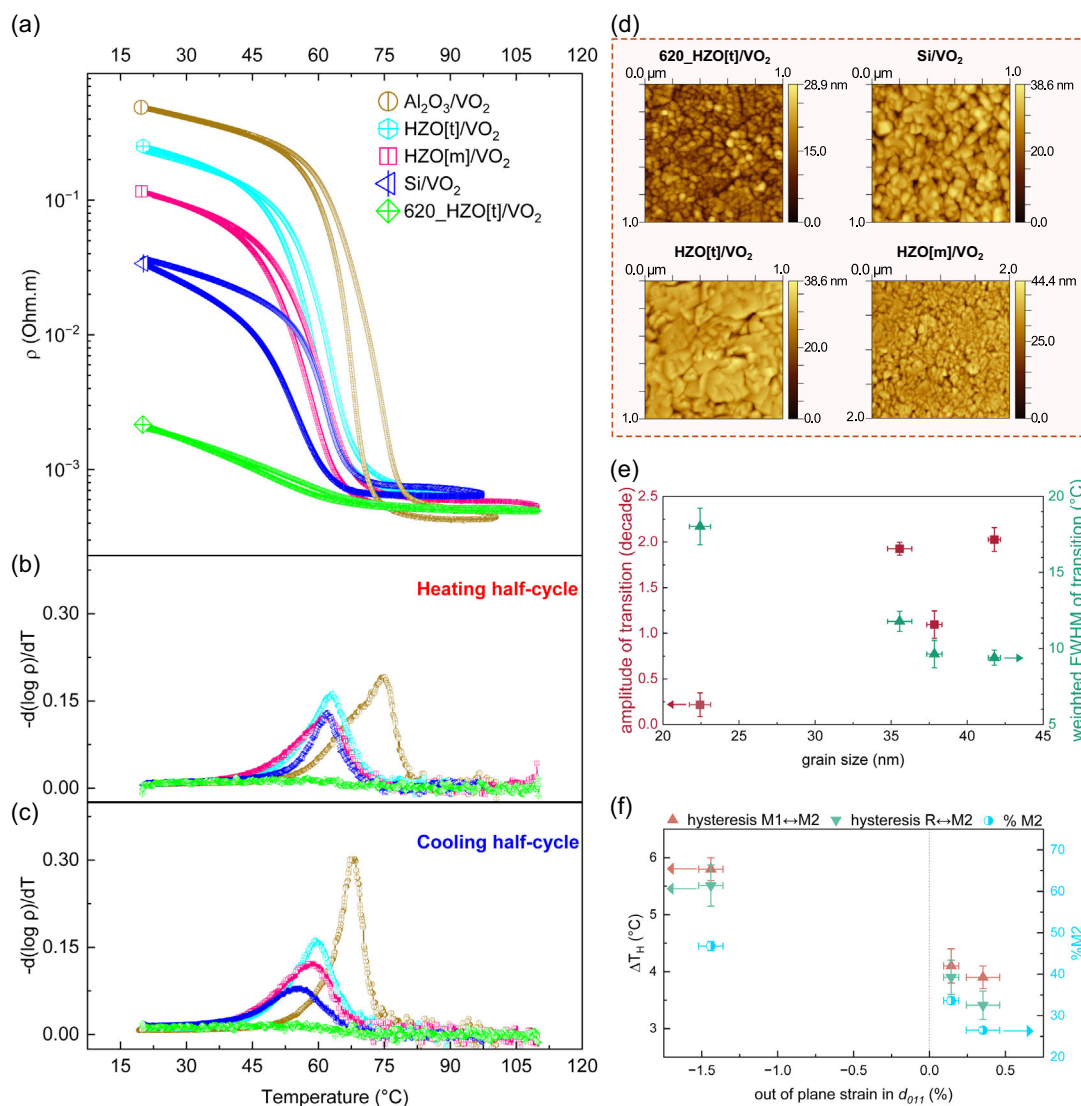 (a)
15 30 45 60 75 90 105 120
Al₂O₃/VO₂
HZO[t]/VO₂
HZO[m]/VO₂
Si/VO₂
620_HZO[t]/VO₂
10⁻¹
10⁻²
10⁻³
ρ (Ohm.m)
(b)
Heating half-cycle
0.30
0.15
0.00
-d(log ρ)/dT
(c)
Cooling half-cycle
0.30
0.15
0.00
-d(log ρ)/dT
15 30 45 60 75 90 105 120
Temperature (°C)
(d)
620_HZO[t]/VO₂
0.0 µm 1.0
28.9 nm
15.0
0.0
1.0
Si/VO₂
0.0 µm 1.0
38.6 nm
20.0
0.0
1.0
HZO[t]/VO₂
0.0 µm 1.0
38.6 nm
20.0
0.0
1.0
HZO[m]/VO₂
0.0 µm 2.0
44.4 nm
25.0
0.0
2.0
(e)
amplitude of transition (decade)
2.5
2.0
1.5
1.0
0.5
0.0
20 25 30 35 40 45
grain size (nm)
20
18
16
14
12
10
8
5
weighted FWHM of transition (°C)
(f)
hysteresis M1↔M2 hysteresis R↔M2 % M2
6
5
4
3
ΔT_H (°C)
70
60
50
40
30
20
%M2
−1.5 −1.0 −0.5 0.0 0.5
out of plane strain in d₀₁₁ (%)